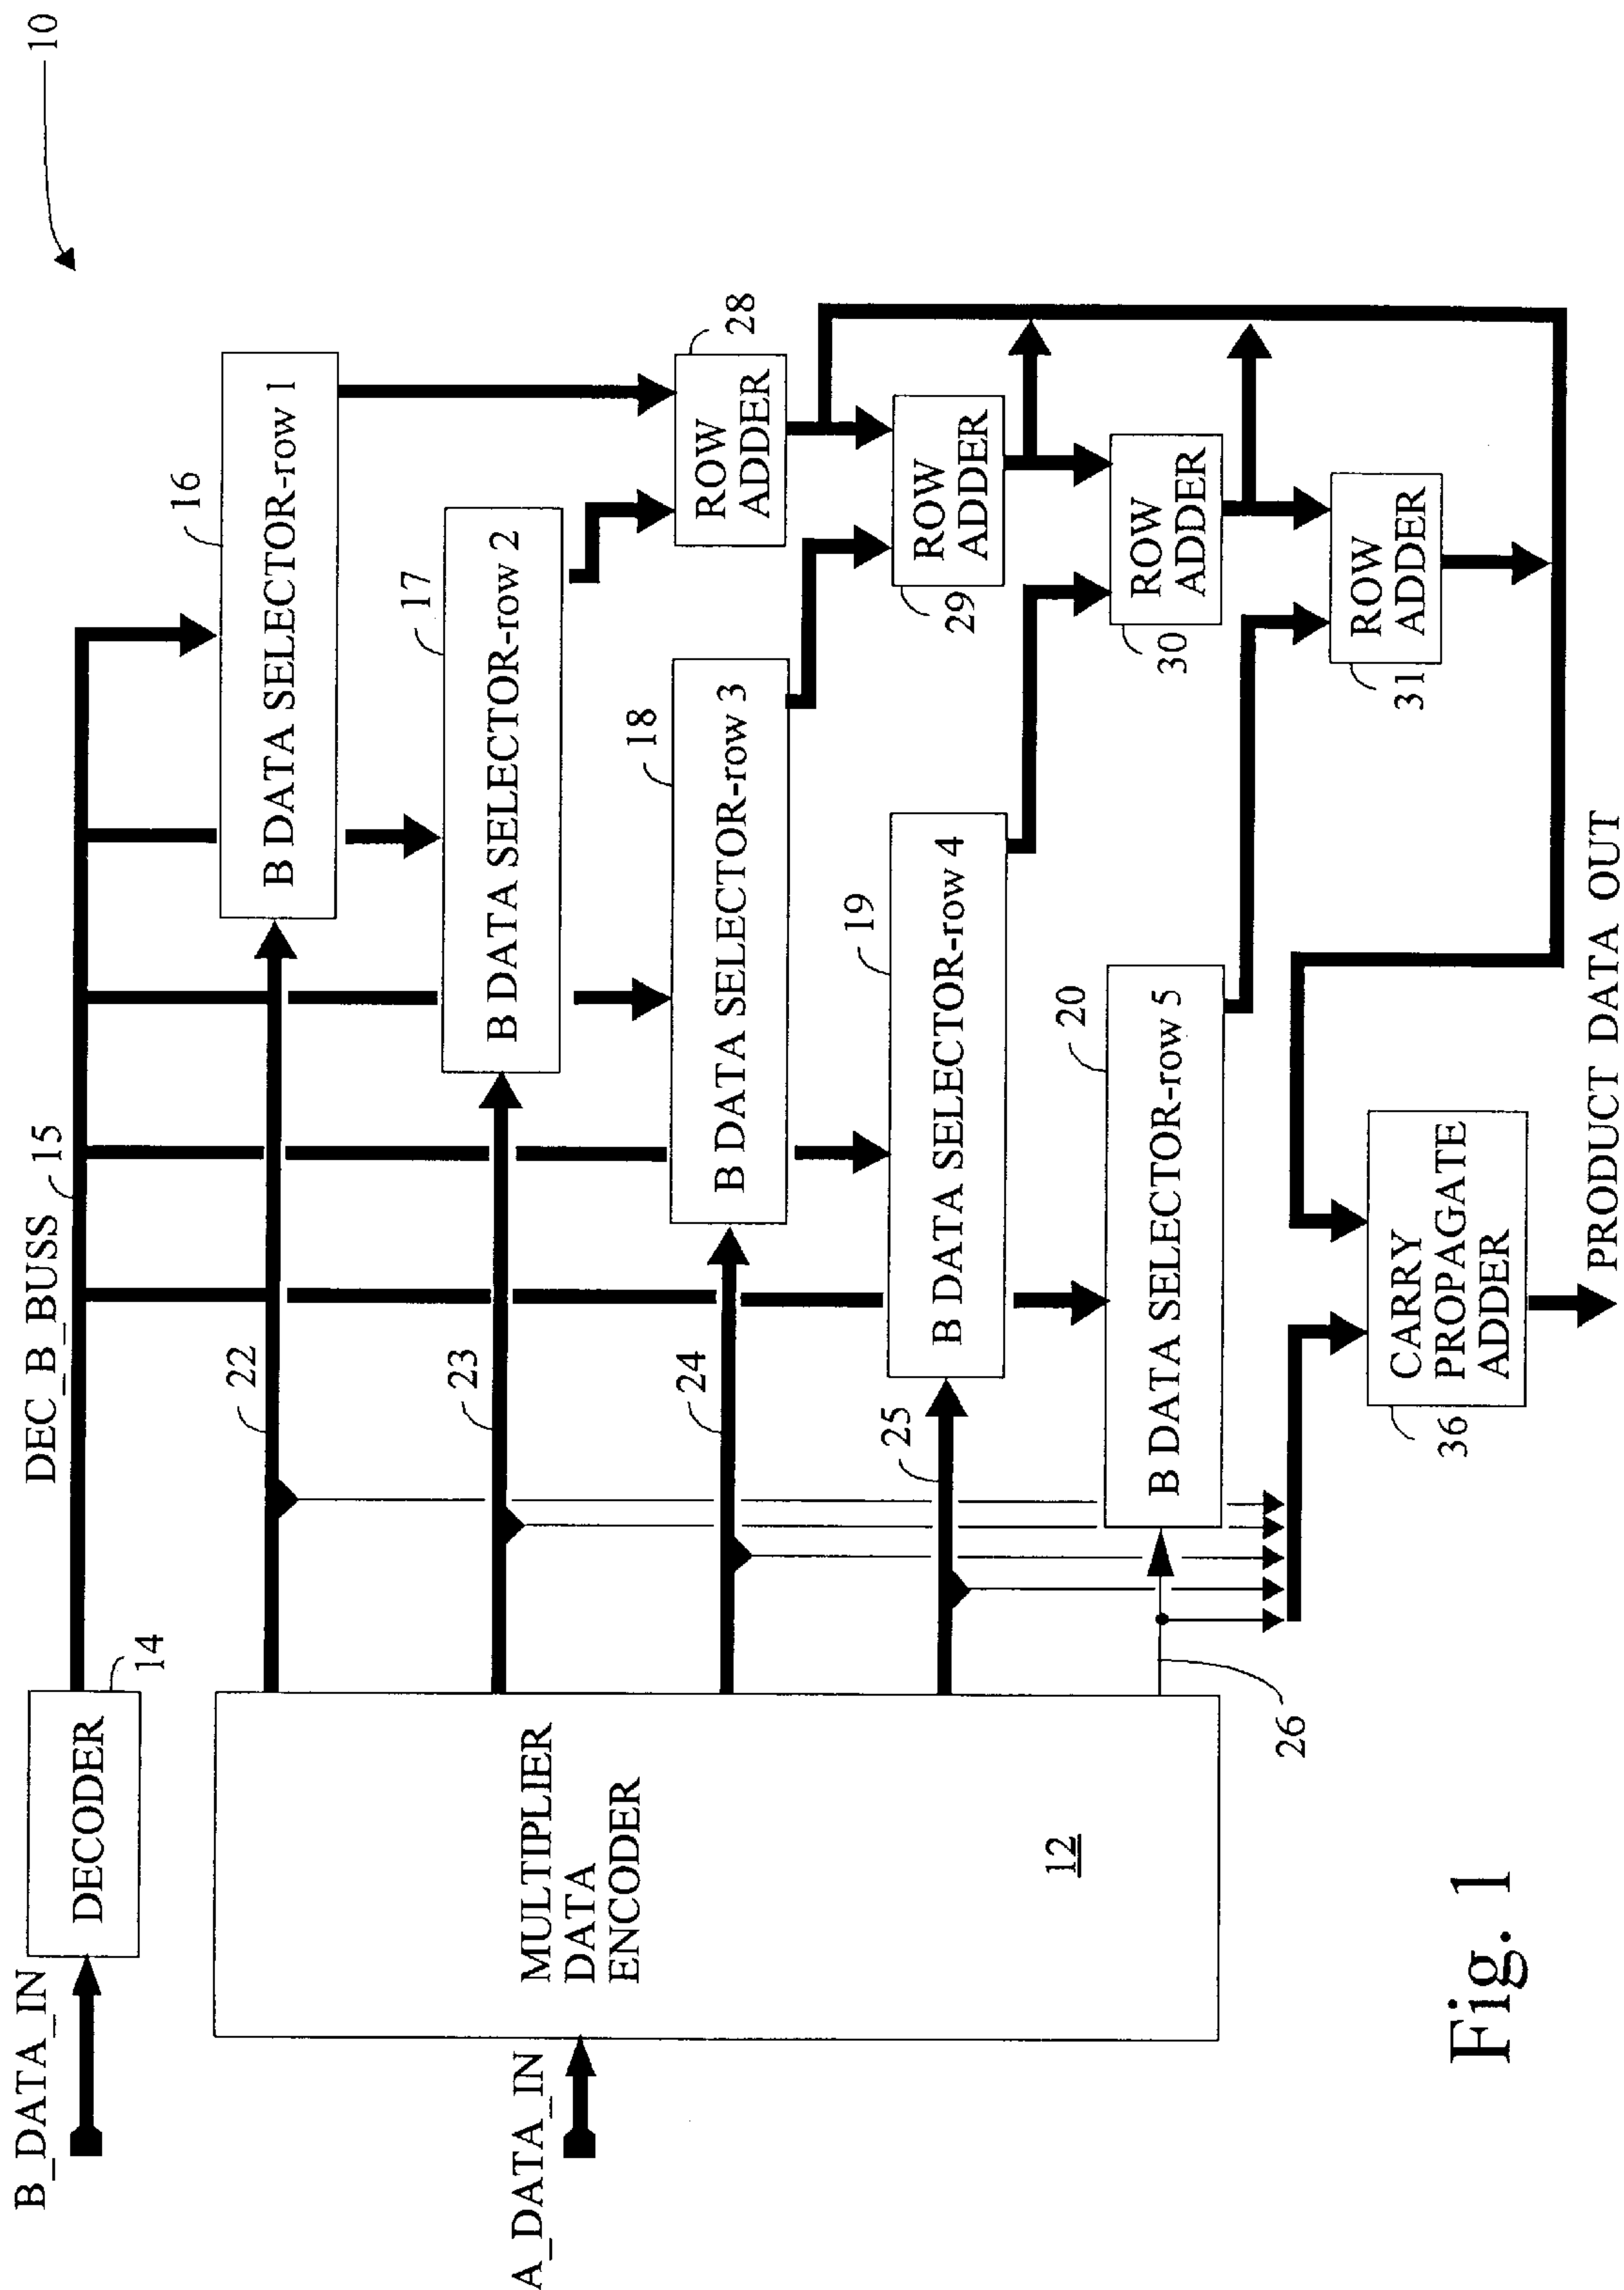 10
B_DATA_IN
DECODER
14
DEC_B_BUSS 15
A_DATA_IN
MULTIPLIER
DATA
ENCODER
12
22
23
24
25
26
B DATA SELECTOR-row 1
16
B DATA SELECTOR-row 2
17
B DATA SELECTOR-row 3
18
B DATA SELECTOR-row 4
19
B DATA SELECTOR-row 5
20
ROW
ADDER
28
ROW
ADDER
29
ROW
ADDER
30
ROW
ADDER
31
CARRY
PROPAGATE
ADDER
36
PRODUCT DATA OUT
Fig. 1